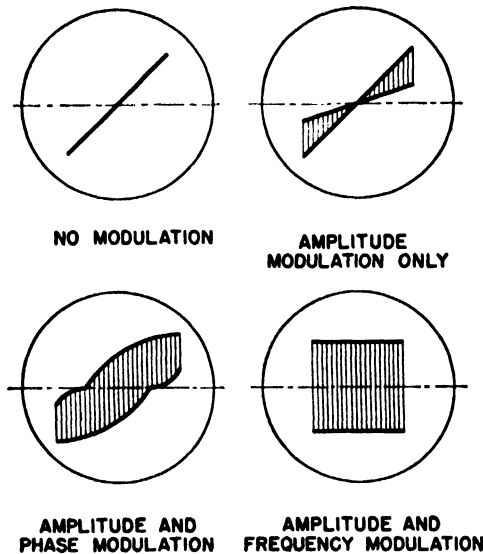 NO MODULATION
AMPLITUDE
MODULATION ONLY
AMPLITUDE AND
PHASE MODULATION
AMPLITUDE AND
FREQUENCY MODULATION